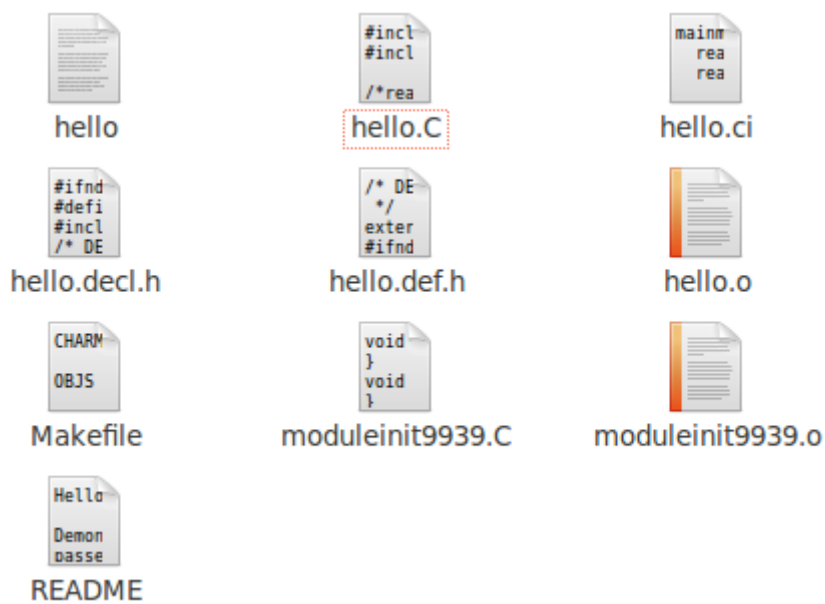 #incl
#incl
/*rea
mainm
rea
rea
hello
hello.C
hello.ci
#ifnd
#defi
#incl
/* DE
/* DE
*/
exter
#ifnd
hello.decl.h
hello.def.h
hello.o
CHARM
OBJS
void
}
void
}
Makefile
moduleinit9939.C
moduleinit9939.o
Hello
Demon
passe
README